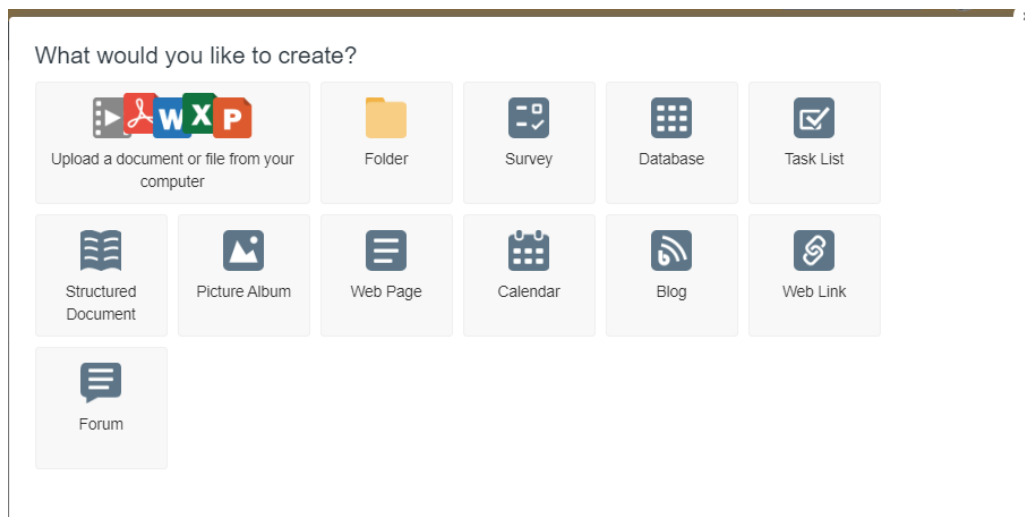 What would you like to create?
W X P
Upload a document or file from your
computer
Folder
Survey
Database
Task List
Structured
Document
Picture Album
Web Page
Calendar
Blog
Web Link
Forum